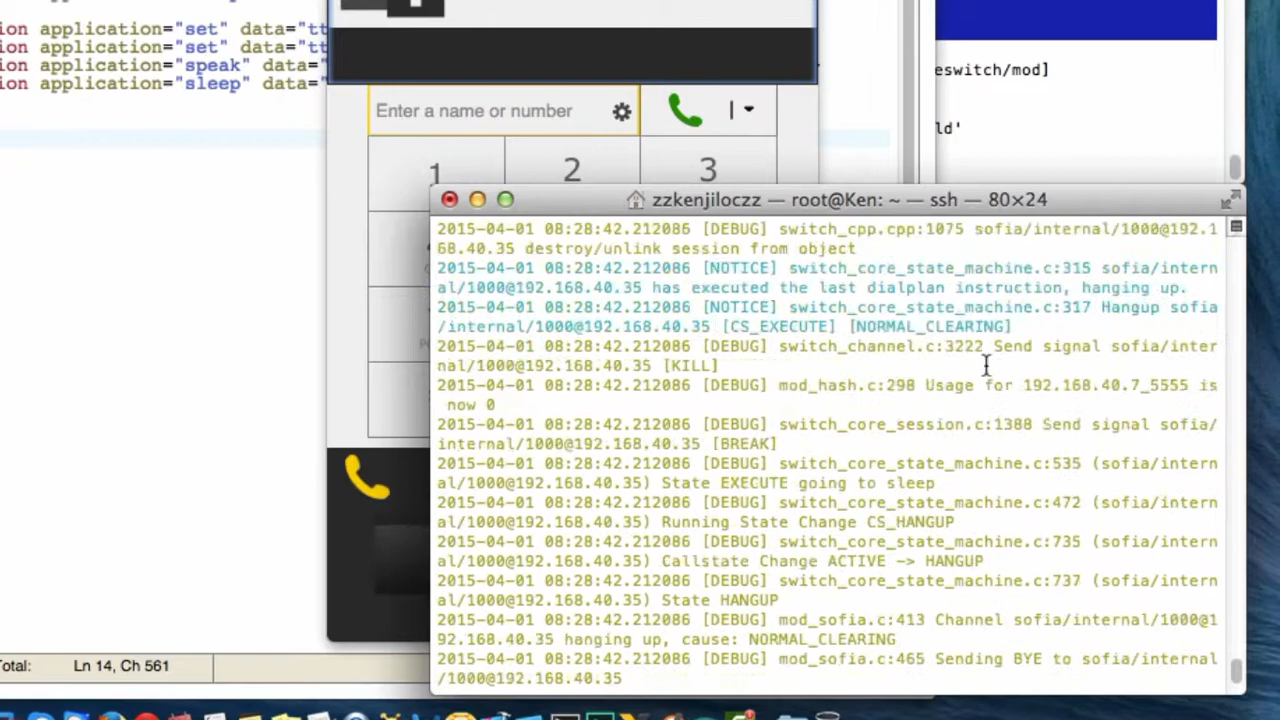 ion application="set" data="tt
ion application="set" data="tt
ion application="speak" data="
ion application="sleep" data="
eswitch/mod]
ld'
Enter a name or number
1 2 3
zzkenjiloczz — root@Ken: ~ — ssh — 80×24
2015-04-01 08:28:42.212086 [DEBUG] switch_cpp.cpp:1075 sofia/internal/1000@192.1
68.40.35 destroy/unlink session from object
2015-04-01 08:28:42.212086 [NOTICE] switch_core_state_machine.c:315 sofia/intern
al/1000@192.168.40.35 has executed the last dialplan instruction, hanging up.
2015-04-01 08:28:42.212086 [NOTICE] switch_core_state_machine.c:317 Hangup sofia
/internal/1000@192.168.40.35 [CS_EXECUTE] [NORMAL_CLEARING]
2015-04-01 08:28:42.212086 [DEBUG] switch_channel.c:3222 Send signal sofia/inter
nal/1000@192.168.40.35 [KILL]
2015-04-01 08:28:42.212086 [DEBUG] mod_hash.c:298 Usage for 192.168.40.7_5555 is
now 0
2015-04-01 08:28:42.212086 [DEBUG] switch_core_session.c:1388 Send signal sofia/
internal/1000@192.168.40.35 [BREAK]
2015-04-01 08:28:42.212086 [DEBUG] switch_core_state_machine.c:535 (sofia/intern
al/1000@192.168.40.35) State EXECUTE going to sleep
2015-04-01 08:28:42.212086 [DEBUG] switch_core_state_machine.c:472 (sofia/intern
al/1000@192.168.40.35) Running State Change CS_HANGUP
2015-04-01 08:28:42.212086 [DEBUG] switch_core_state_machine.c:735 (sofia/intern
al/1000@192.168.40.35) Callstate Change ACTIVE -> HANGUP
2015-04-01 08:28:42.212086 [DEBUG] switch_core_state_machine.c:737 (sofia/intern
al/1000@192.168.40.35) State HANGUP
2015-04-01 08:28:42.212086 [DEBUG] mod_sofia.c:413 Channel sofia/internal/1000@1
92.168.40.35 hanging up, cause: NORMAL_CLEARING
2015-04-01 08:28:42.212086 [DEBUG] mod_sofia.c:465 Sending BYE to sofia/internal
/1000@192.168.40.35
Total: Ln 14, Ch 561